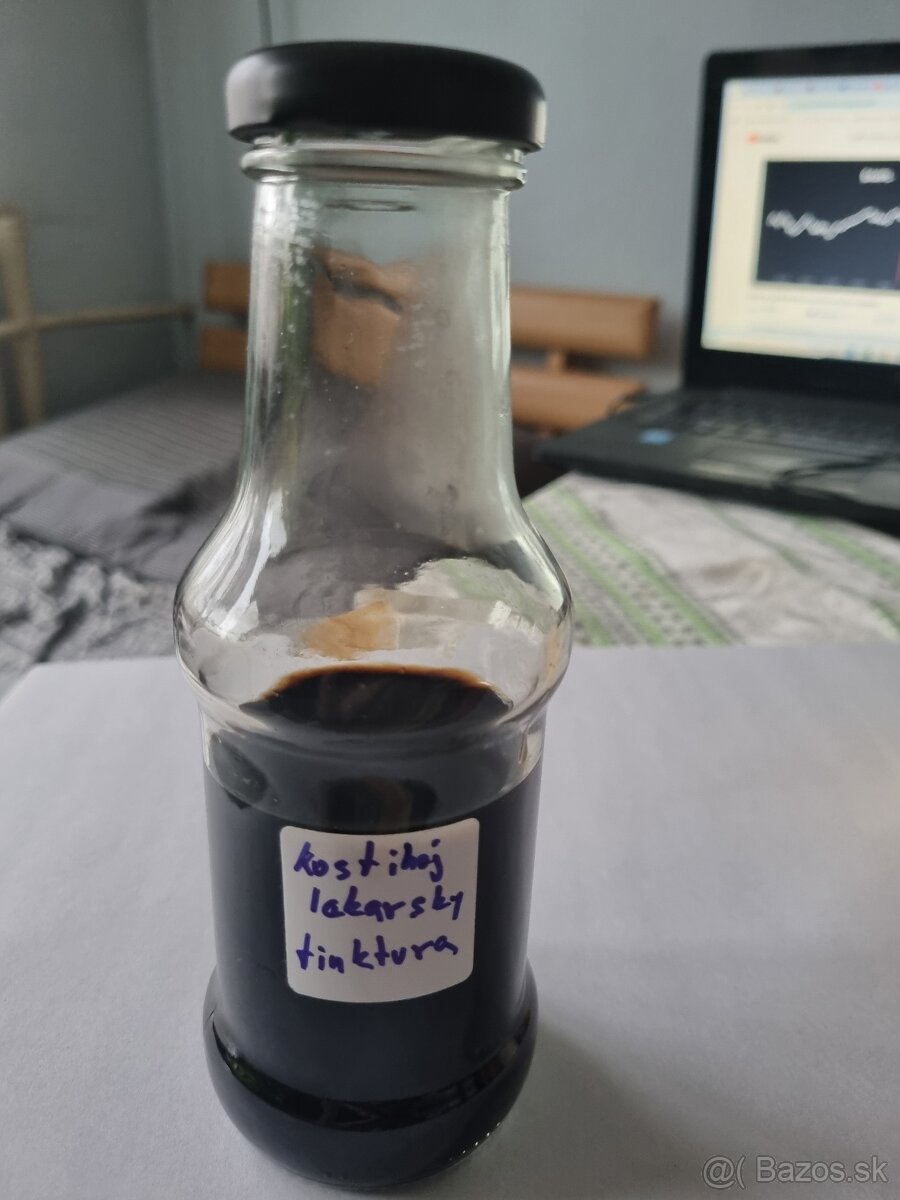 kostihoj
lekarsky
tinktura
@( Bazos.sk